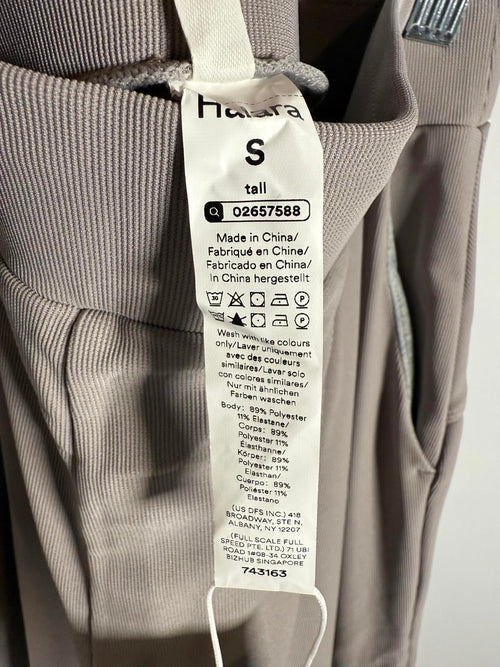 Halara
S
tall
02657588
Made in China/
Fabriqué en Chine/
Fabricado en China/
In China hergestellt
30
P
30
P
Wash with like colours
only/Laver uniquement
avec des couleurs
similaires/Lavar solo
con colores similares/
Nur mit ähnlichen
Farben waschen
Body: 89% Polyester
11% Elastane/
Corps: 89%
Polyester 11%
Élasthanne/
Körper: 89%
Polyester 11%
Elasthan/
Cuerpo: 89%
Poliéster 11%
Elastano
(US DFS INC.) 418
BROADWAY, STE N,
ALBANY, NY 12207
(FULL SCALE FULL
SPEED PTE. LTD.) 71 UBI
ROAD 1#08-34 OXLEY
BIZHUB SINGAPORE
743163